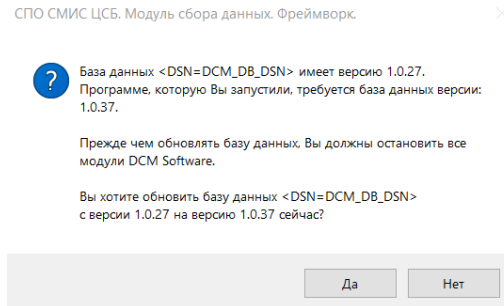 СПО СМИС ЦСБ. Модуль сбора данных. Фреймворк.
База данных <DSN=DCM_DB_DSN> имеет версию 1.0.27.
Программе, которую Вы запустили, требуется база данных версии:
1.0.37.
Прежде чем обновлять базу данных, Вы должны остановить все
модули DCM Software.
Вы хотите обновить базу данных <DSN=DCM_DB_DSN>
с версии 1.0.27 на версию 1.0.37 сейчас?
Да
Нет